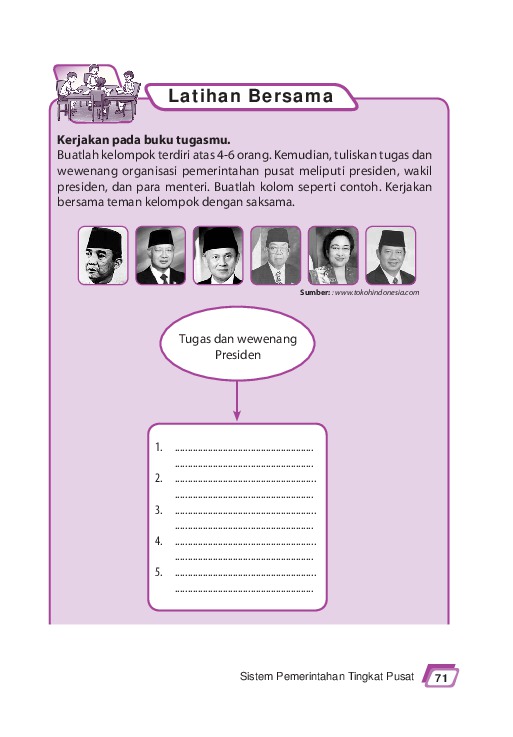 Latihan Bersama
Kerjakan pada buku tugasmu.
Buatlah kelompok terdiri atas 4-6 orang. Kemudian, tuliskan tugas dan
wewenang organisasi pemerintahan pusat meliputi presiden, wakil
presiden, dan para menteri. Buatlah kolom seperti contoh. Kerjakan
bersama teman kelompok dengan saksama.
Sumber: : www.tokohindonesia.com
Tugas dan wewenang
Presiden
1. ......................................................
......................................................
2. .......................................................
......................................................
3. .......................................................
......................................................
4. .......................................................
......................................................
5. .......................................................
......................................................
Sistem Pemerintahan Tingkat Pusat 71